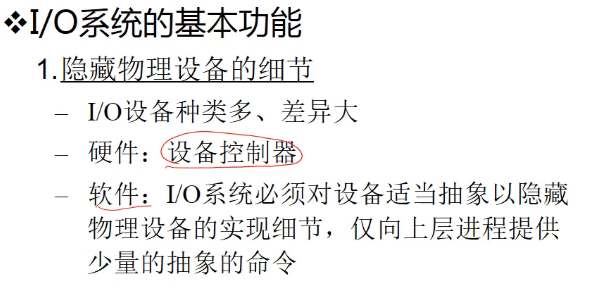 ❖I/O系统的基本功能
1.隐藏物理设备的细节
– I/O设备种类多、差异大
– 硬件：设备控制器
– 软件：I/O系统必须对设备适当抽象以隐藏
物理设备的实现细节，仅向上层进程提供
少量的抽象的命令